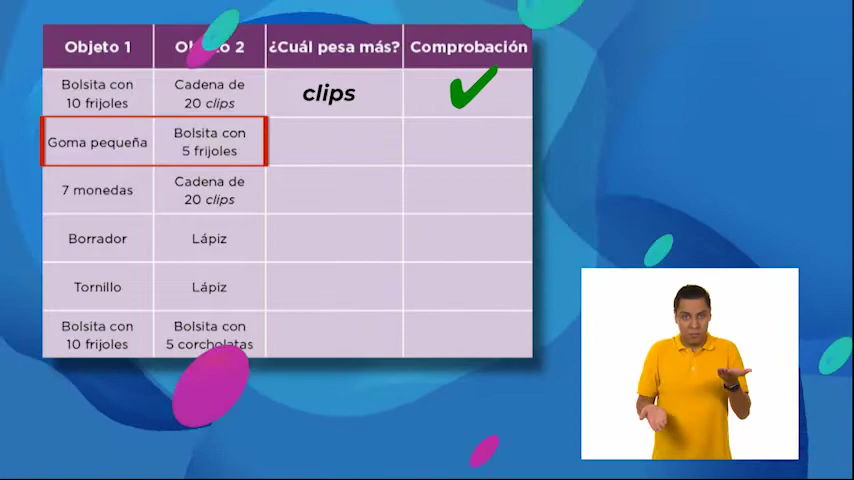 Objeto 1
2
¿Cuál pesa más?
Comprobación
Bolsita con
10 frijoles
Cadena de
20 clips
clips
Goma pequeña
Bolsita con
5 frijoles
7 monedas
Cadena de
20 clips
Borrador
Lápiz
Tornillo
Lápiz
Bolsita con
10 frijoles
Bolsita con
5 corcholatas